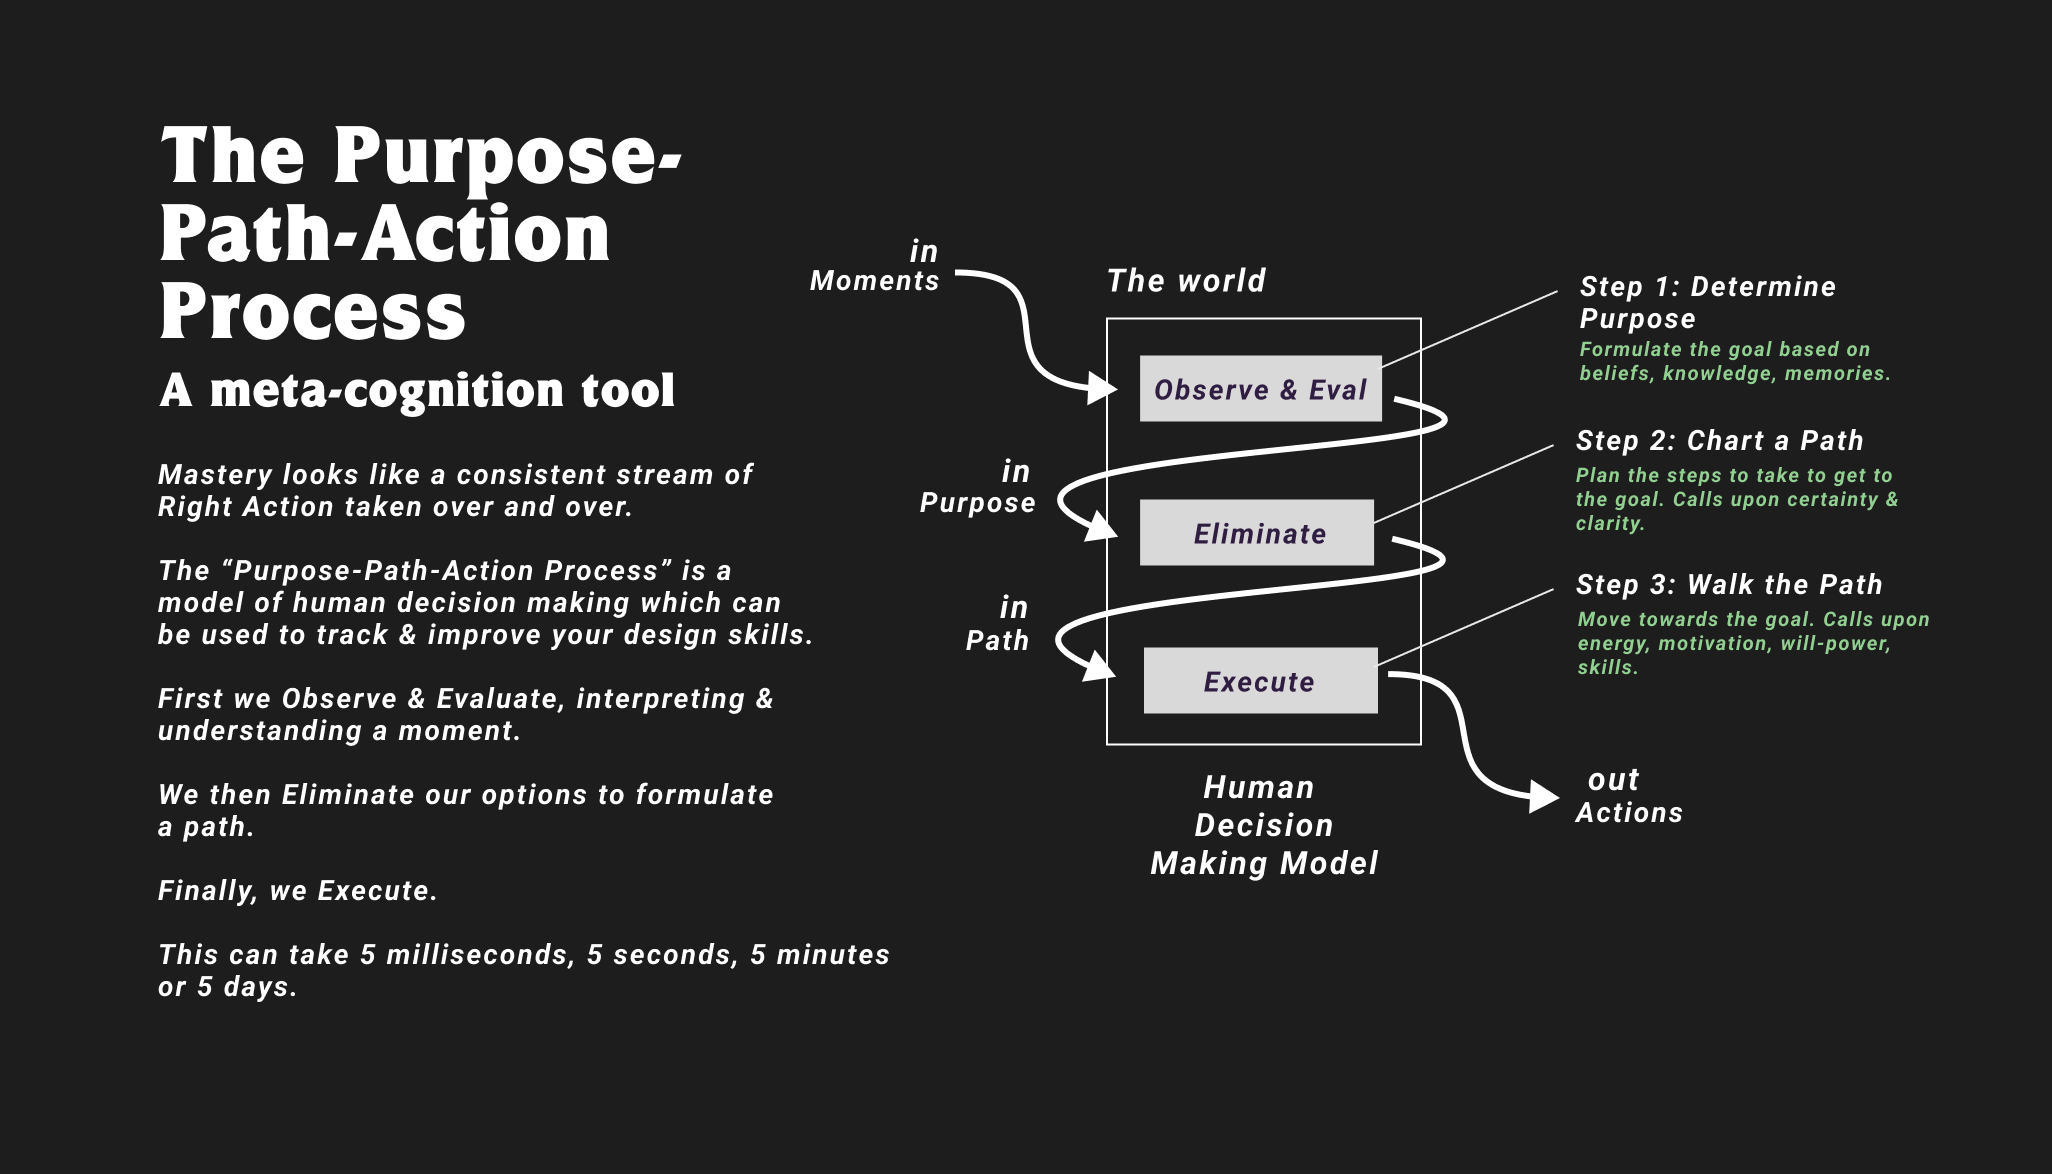 The Purpose-
Path-Action
Process
A meta-cognition tool
Mastery looks like a consistent stream of
Right Action taken over and over.
The “Purpose-Path-Action Process” is a
model of human decision making which can
be used to track & improve your design skills.
First we Observe & Evaluate, interpreting &
understanding a moment.
We then Eliminate our options to formulate
a path.
Finally, we Execute.
This can take 5 milliseconds, 5 seconds, 5 minutes
or 5 days.
in
Moments
The world
Observe & Eval
in
Purpose
Eliminate
in
Path
Execute
Human
Decision
Making Model
Step 1: Determine
Purpose
Formulate the goal based on
beliefs, knowledge, memories.
Step 2: Chart a Path
Plan the steps to take to get to
the goal. Calls upon certainty &
clarity.
Step 3: Walk the Path
Move towards the goal. Calls upon
energy, motivation, will-power,
skills.
out
Actions